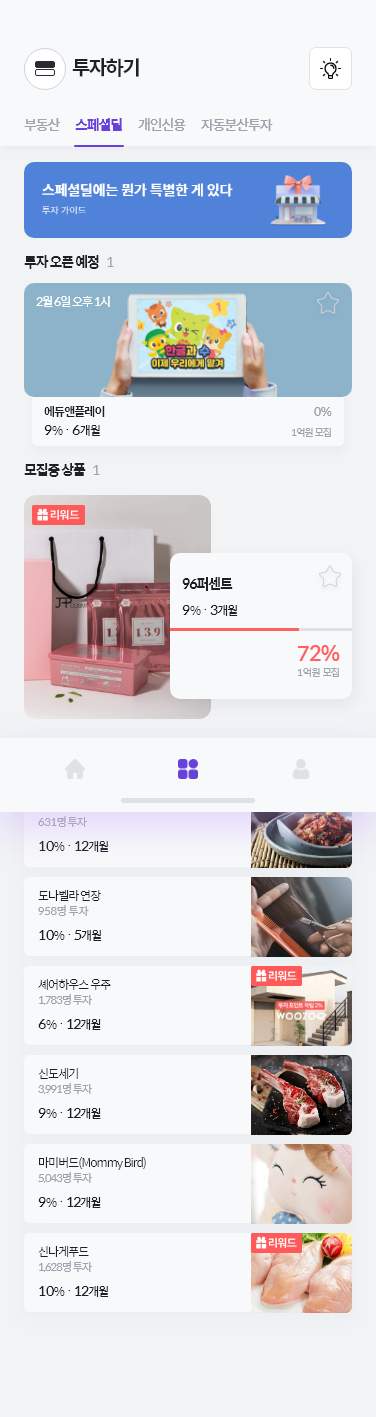 투자하기
부동산 스페셜딜 개인신용 자동분산투자
스페셜딜에는 뭔가 특별한 게 있다
투자 가이드
투자 오픈 예정 1
2월 6일 오후 1시
1
한글과 수
이제 우리에게 맡겨
에듀앤플레이 0%
9% · 6개월 1억원 모집
모집중 상품 1
리워드
139
96퍼센트
9% · 3개월
72%
1억원 모집
631명 투자
10% · 12개월
도나벨라 연장
958명 투자
10% · 5개월
셰어하우스 우주
리워드
1,783명 투자
투자 포인트 적립 2%
WOOZOO
6% · 12개월
신도세기
3,991명 투자
9% · 12개월
마미버드(Mommy Bird)
5,043명 투자
9% · 12개월
신나게푸드
리워드
1,628명 투자
10% · 12개월